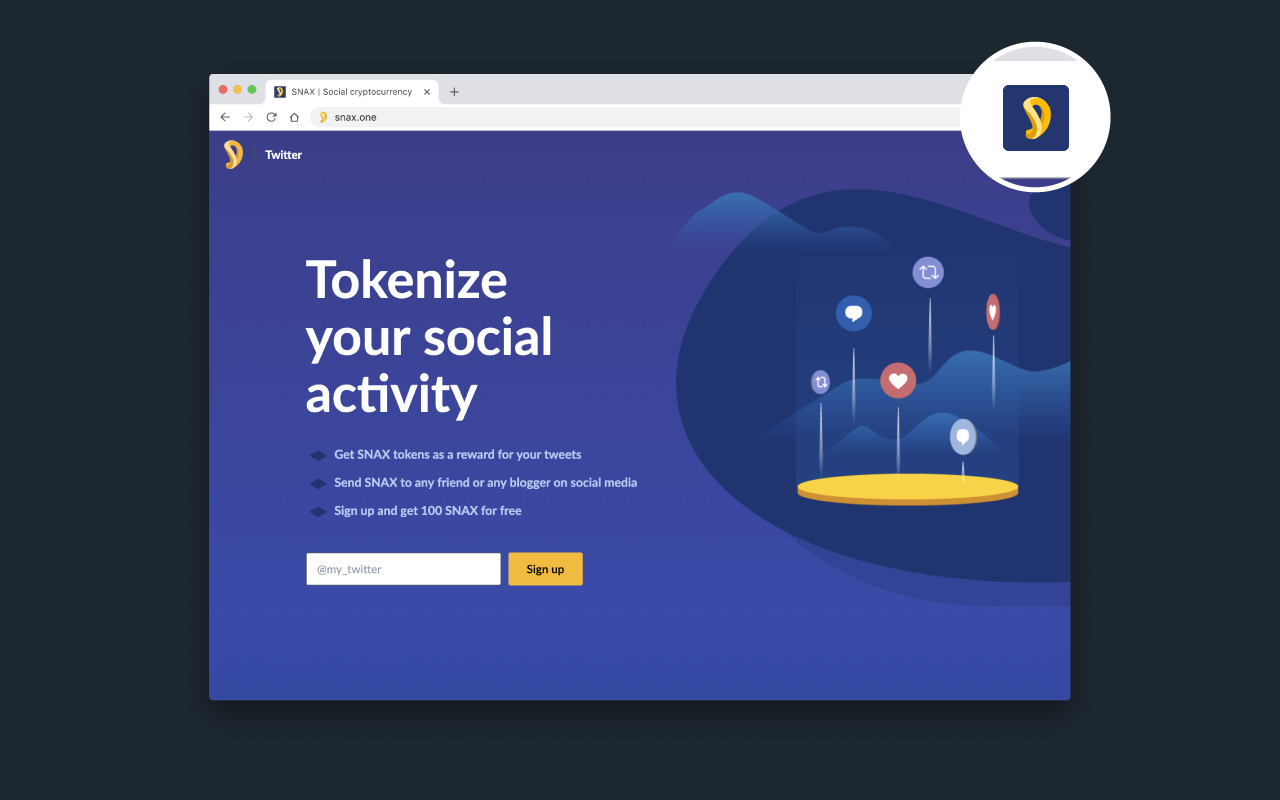 SNAX | Social cryptocurrency
snax.one
Twitter
Tokenize
your social
activity
Get SNAX tokens as a reward for your tweets
Send SNAX to any friend or any blogger on social media
Sign up and get 100 SNAX for free
@my_twitter
Sign up